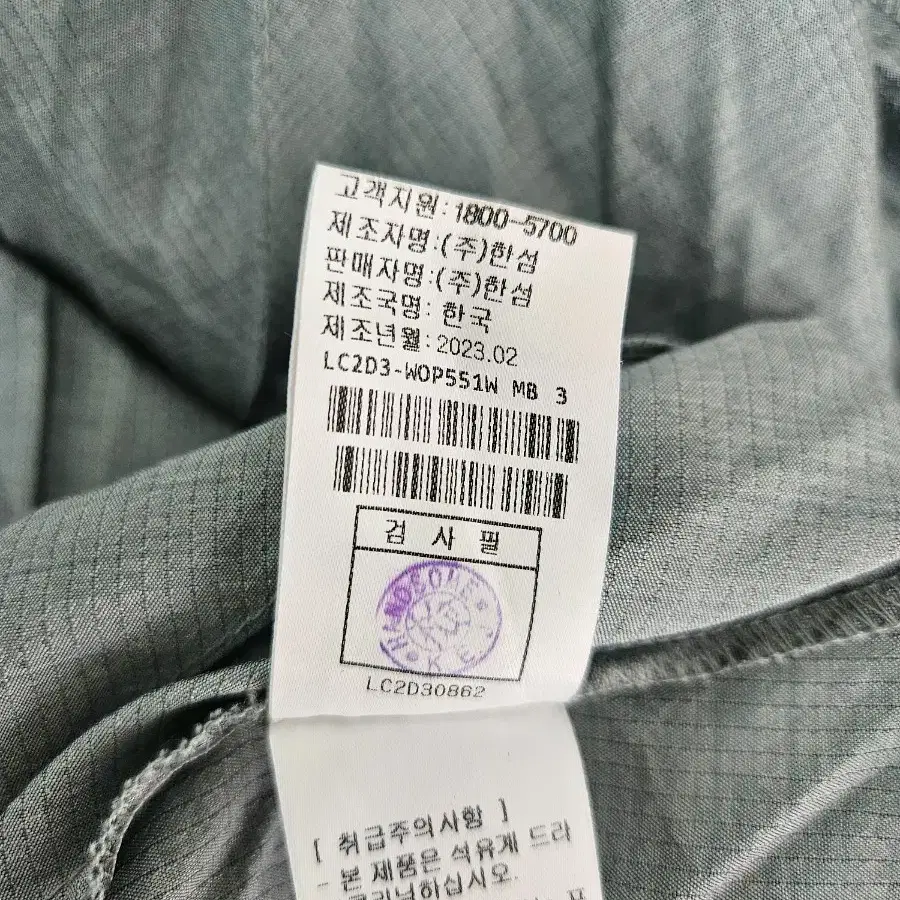 고객지원:1800-5700
제조자명:(주)한섬
판매자명:(주)한섬
제조국명: 한국
제조년월:2023.02
LC2D3-WOP551W MB 3
검 사 필
HANDSOME
LC2D30862
[ 취급주의사항 ]
- 본 제품은 석유계 드라